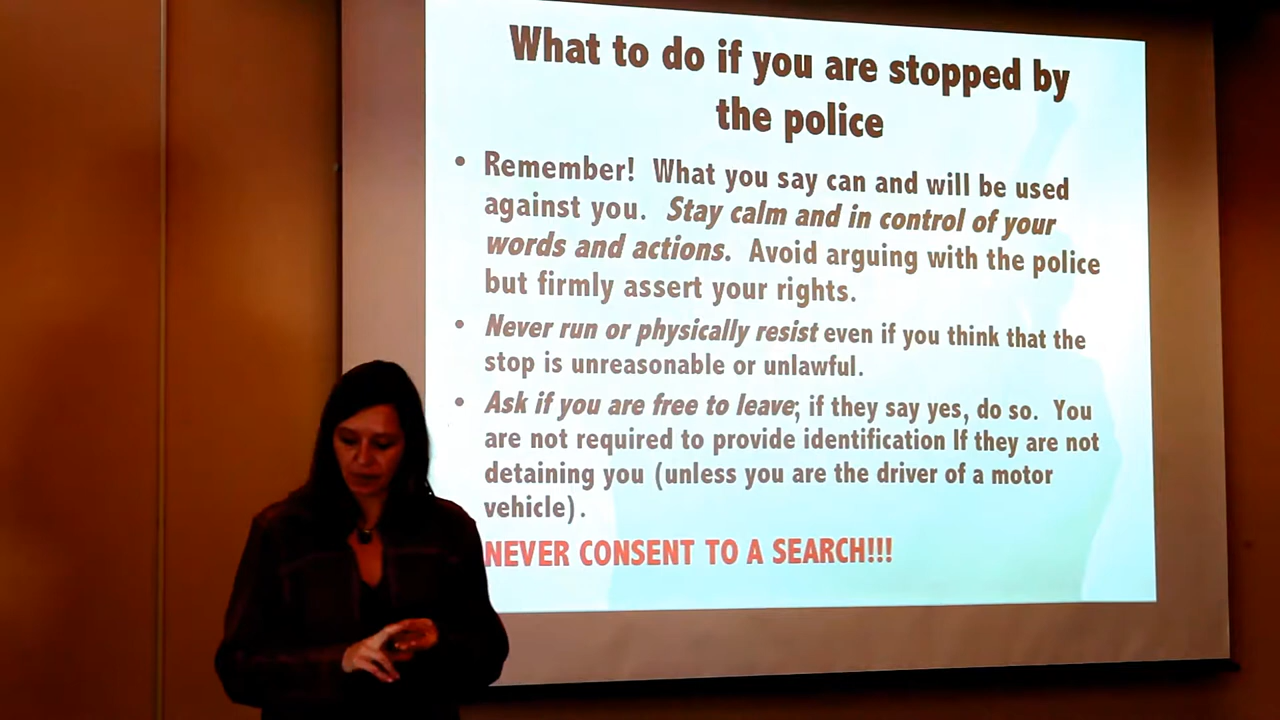 What to do if you are stopped by
the police
• Remember! What you say can and will be used
against you. Stay calm and in control of your
words and actions. Avoid arguing with the police
but firmly assert your rights.
• Never run or physically resist even if you think that the
stop is unreasonable or unlawful.
• Ask if you are free to leave; if they say yes, do so. You
are not required to provide identification If they are not
detaining you (unless you are the driver of a motor
vehicle).
NEVER CONSENT TO A SEARCH!!!